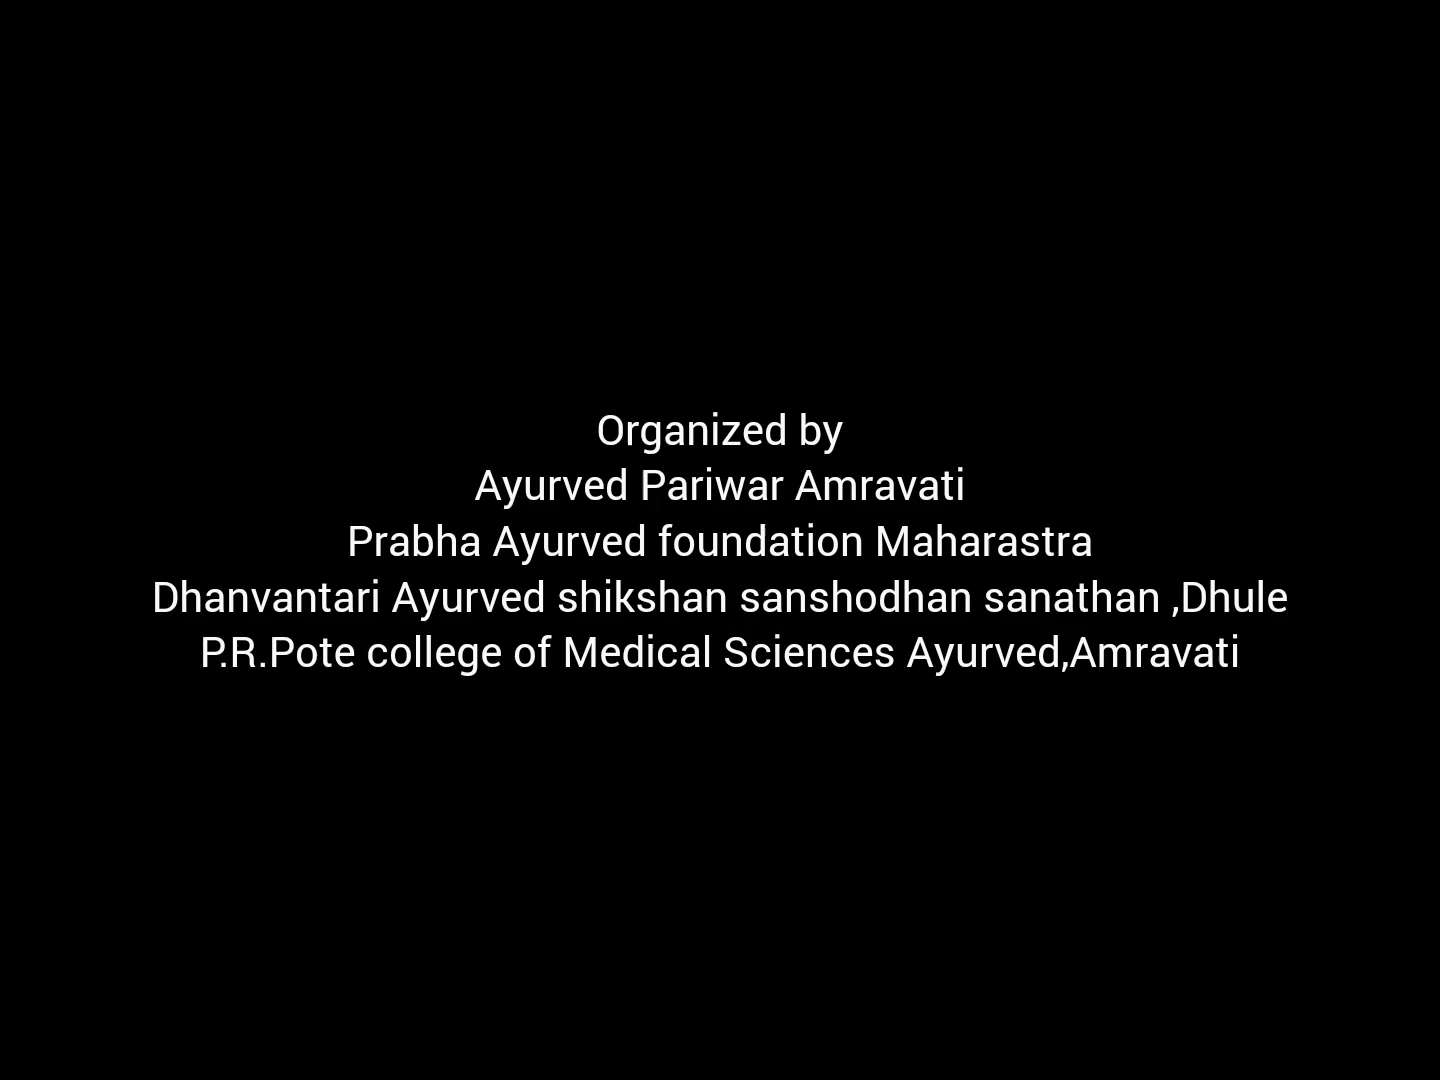 Organized by
Ayurved Pariwar Amravati
Prabha Ayurved foundation Maharastra
Dhanvantari Ayurved shikshan sanshodhan sanathan ,Dhule
P.R.Pote college of Medical Sciences Ayurved,Amravati